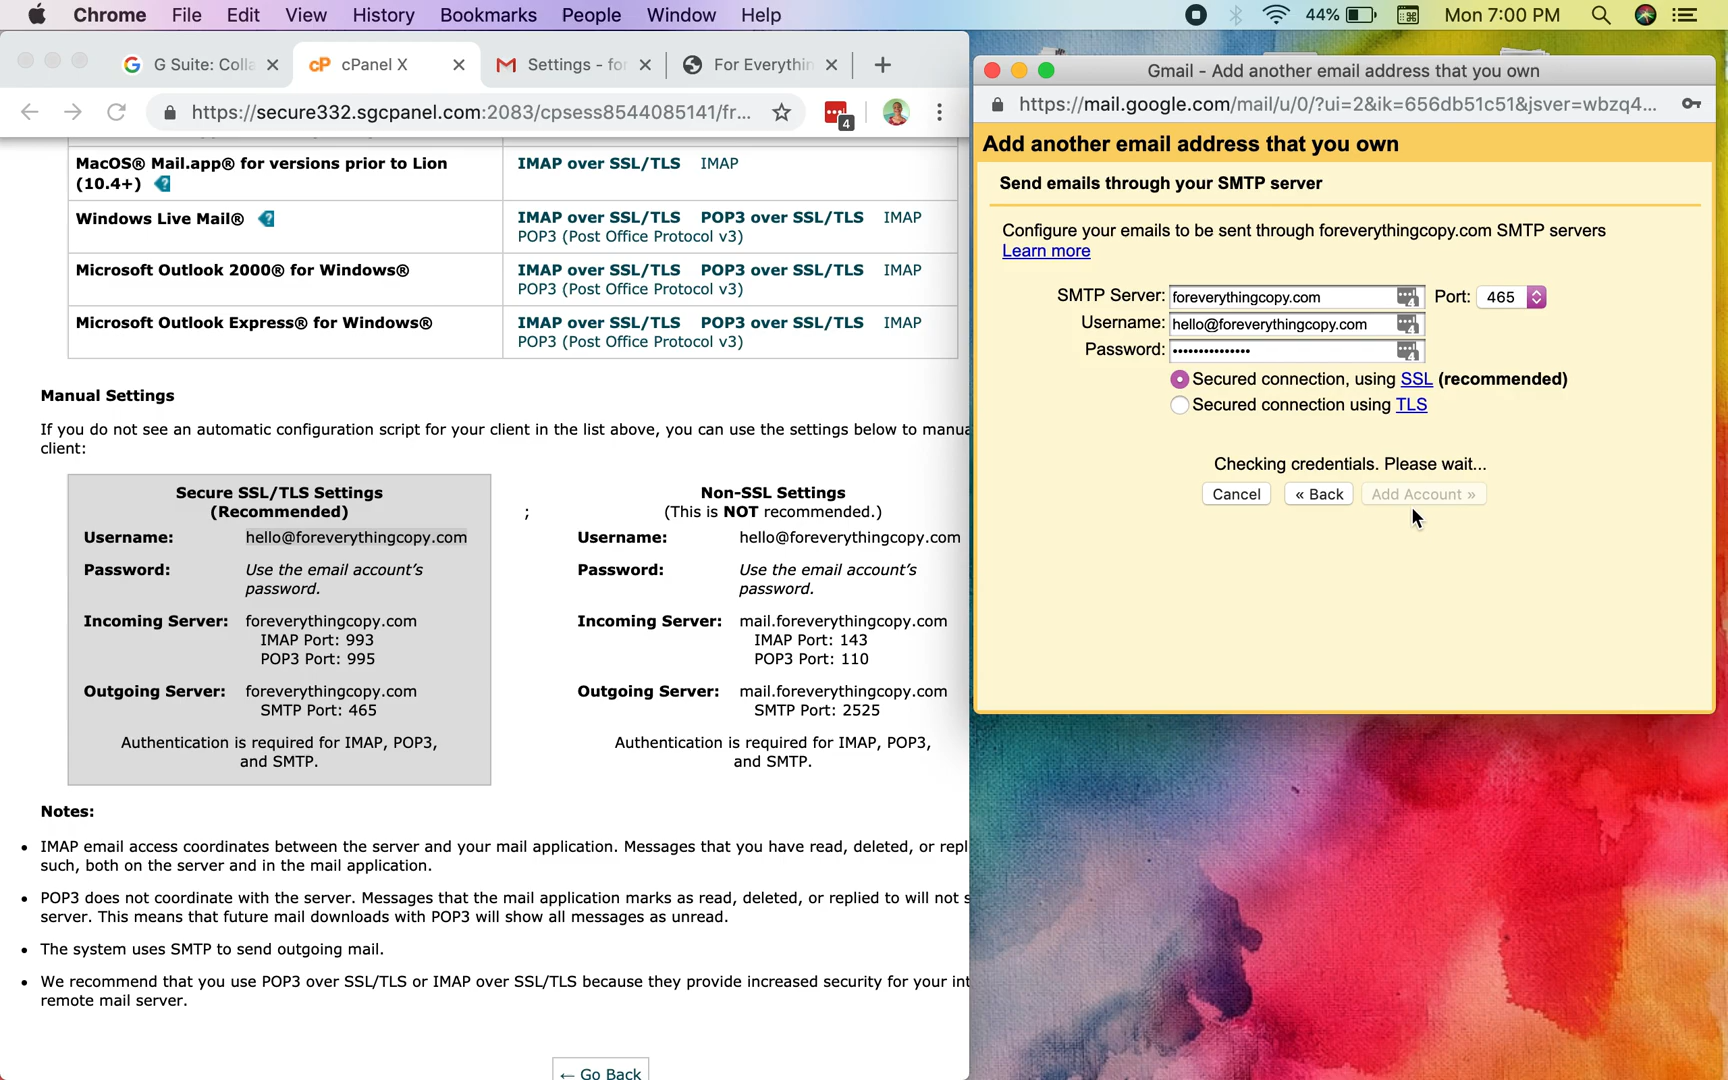 Chrome File Edit View History Bookmarks People Window Help 44% Mon 7:00 PM
G Suite: Colla cP cPanel X Settings - for For Everythin
https://secure332.sgcpanel.com:2083/cpsess8544085141/fr... 4
MacOS® Mail.app® for versions prior to Lion
(10.4+) ? IMAP over SSL/TLS IMAP
Windows Live Mail® ? IMAP over SSL/TLS POP3 over SSL/TLS IMAP
POP3 (Post Office Protocol v3)
Microsoft Outlook 2000® for Windows® IMAP over SSL/TLS POP3 over SSL/TLS IMAP
POP3 (Post Office Protocol v3)
Microsoft Outlook Express® for Windows® IMAP over SSL/TLS POP3 over SSL/TLS IMAP
POP3 (Post Office Protocol v3)
Manual Settings
If you do not see an automatic configuration script for your client in the list above, you can use the settings below to manua
client:
Secure SSL/TLS Settings
(Recommended)
Username: hello@foreverythingcopy.com
Password: Use the email account's
password.
Incoming Server: foreverythingcopy.com
IMAP Port: 993
POP3 Port: 995
Outgoing Server: foreverythingcopy.com
SMTP Port: 465
Authentication is required for IMAP, POP3,
and SMTP.
;
Non-SSL Settings
(This is NOT recommended.)
Username: hello@foreverythingcopy.com
Password: Use the email account's
password.
Incoming Server: mail.foreverythingcopy.com
IMAP Port: 143
POP3 Port: 110
Outgoing Server: mail.foreverythingcopy.com
SMTP Port: 2525
Authentication is required for IMAP, POP3,
and SMTP.
Notes:
• IMAP email access coordinates between the server and your mail application. Messages that you have read, deleted, or repl
such, both on the server and in the mail application.
• POP3 does not coordinate with the server. Messages that the mail application marks as read, deleted, or replied to will not s
server. This means that future mail downloads with POP3 will show all messages as unread.
• The system uses SMTP to send outgoing mail.
• We recommend that you use POP3 over SSL/TLS or IMAP over SSL/TLS because they provide increased security for your int
remote mail server.
← Go Back
Gmail - Add another email address that you own
https://mail.google.com/mail/u/0/?ui=2&ik=656db51c51&jsver=wbzq4...
Add another email address that you own
Send emails through your SMTP server
Configure your emails to be sent through foreverythingcopy.com SMTP servers
Learn more
SMTP Server: foreverythingcopy.com 4 Port: 465
Username: hello@foreverythingcopy.com 4
Password: ••••••••••••••• 4
Secured connection, using SSL (recommended)
Secured connection using TLS
Checking credentials. Please wait...
Cancel « Back Add Account »